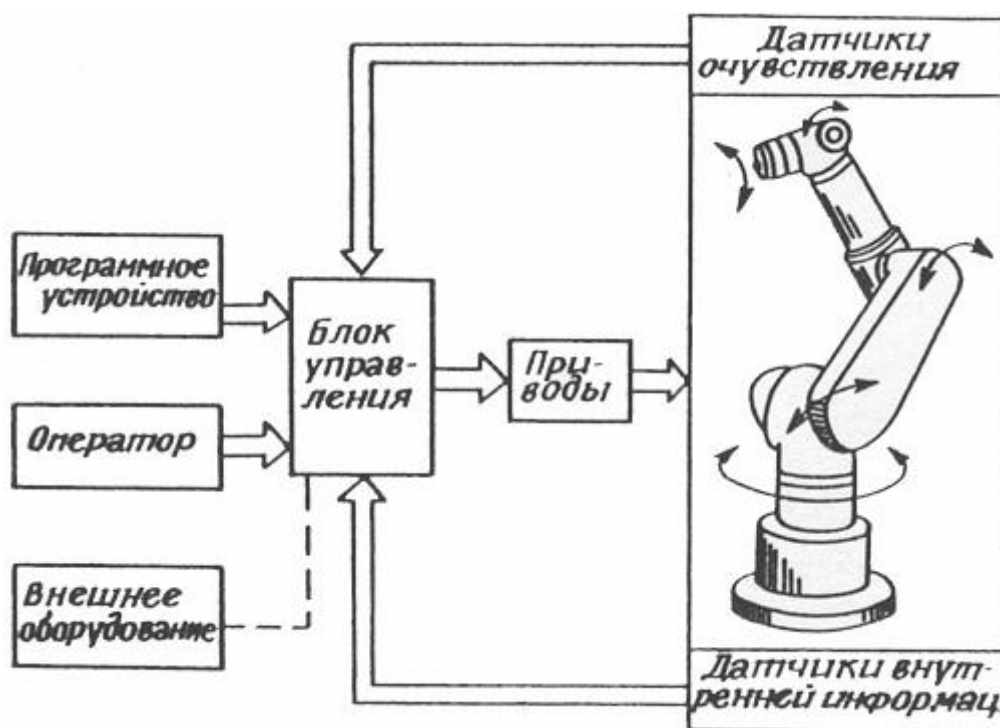 Датчики
очувствления
Программное
устройство
Блок
управ-
ления
При-
воды
Оператор
Внешнее
оборудование
Датчики внут-
ренней информац